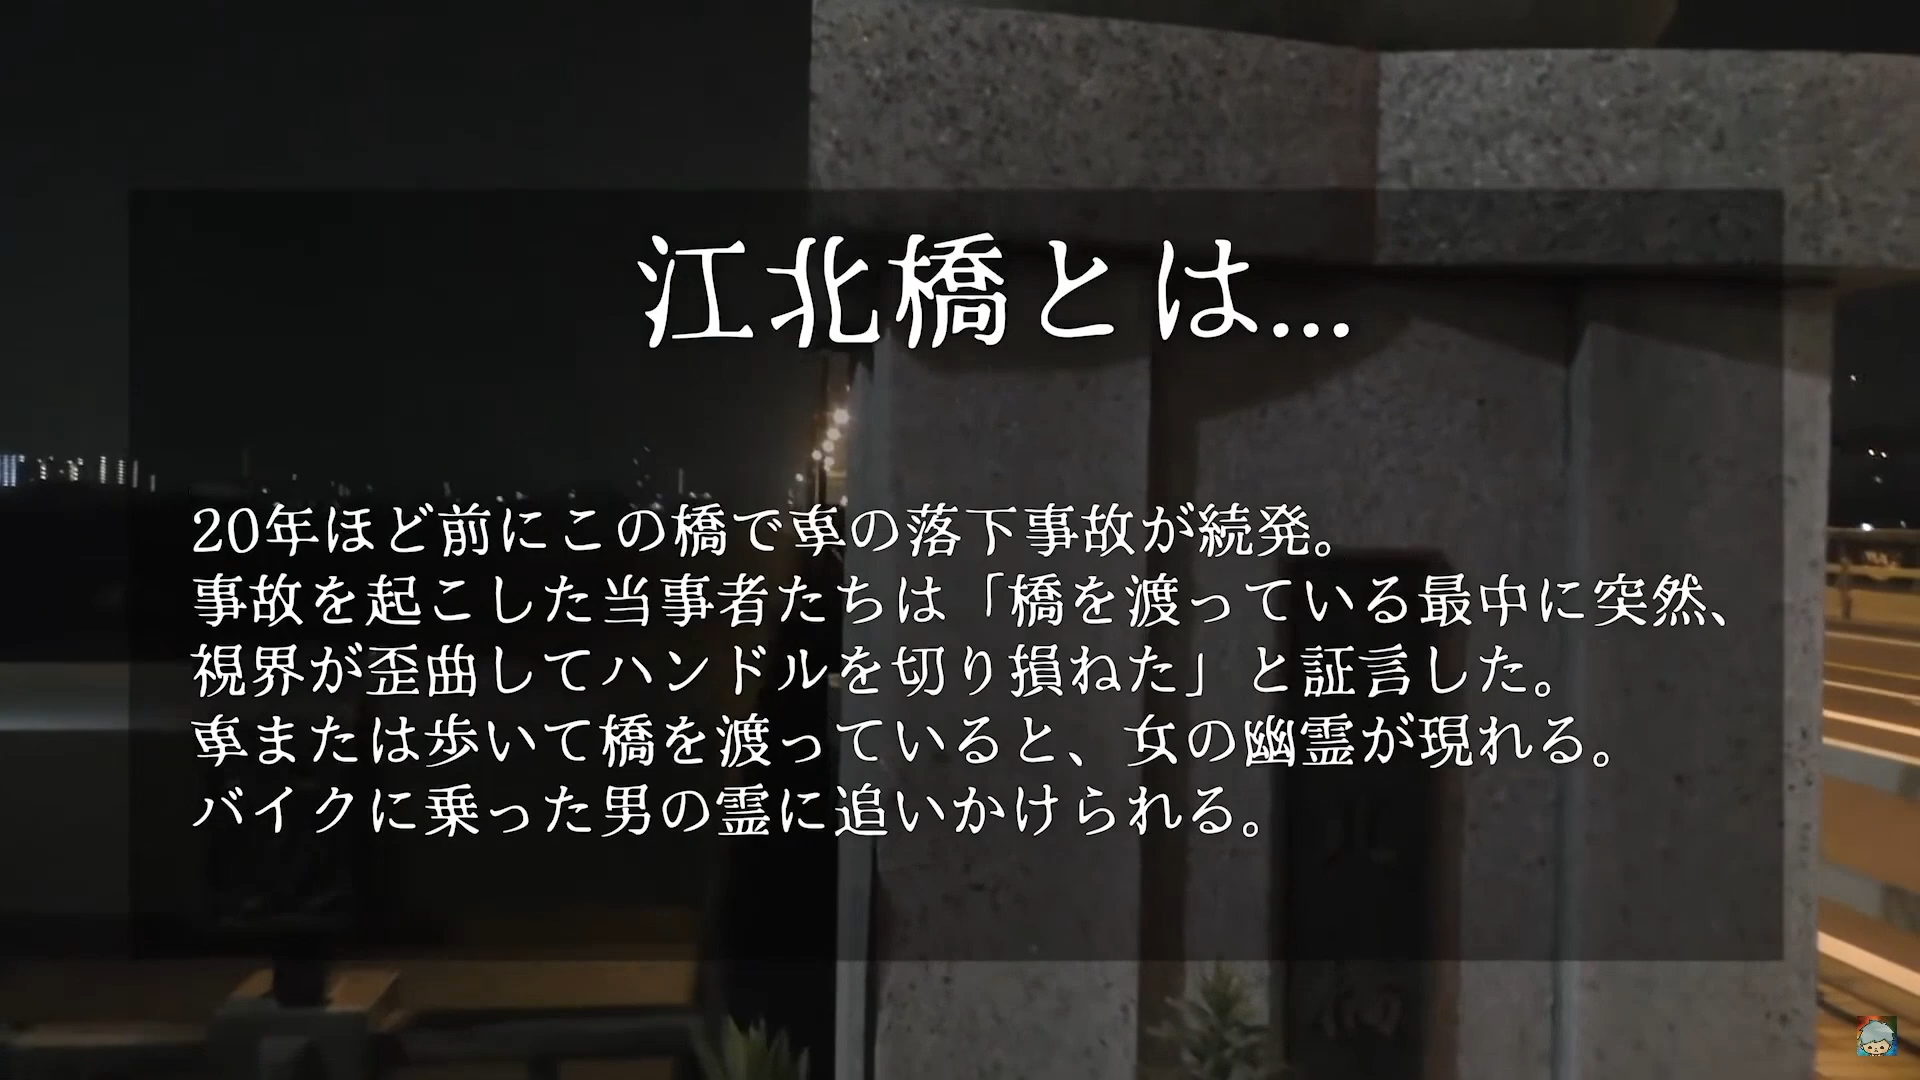 江北橋とは...
20年ほど前にこの橋で車の落下事故が続発。
事故を起こした当事者たちは「橋を渡っている最中に突然、
視界が歪曲してハンドルを切り損ねた」と証言した。
車または歩いて橋を渡っていると、女の幽霊が現れる。
バイクに乗った男の霊に追いかけられる。